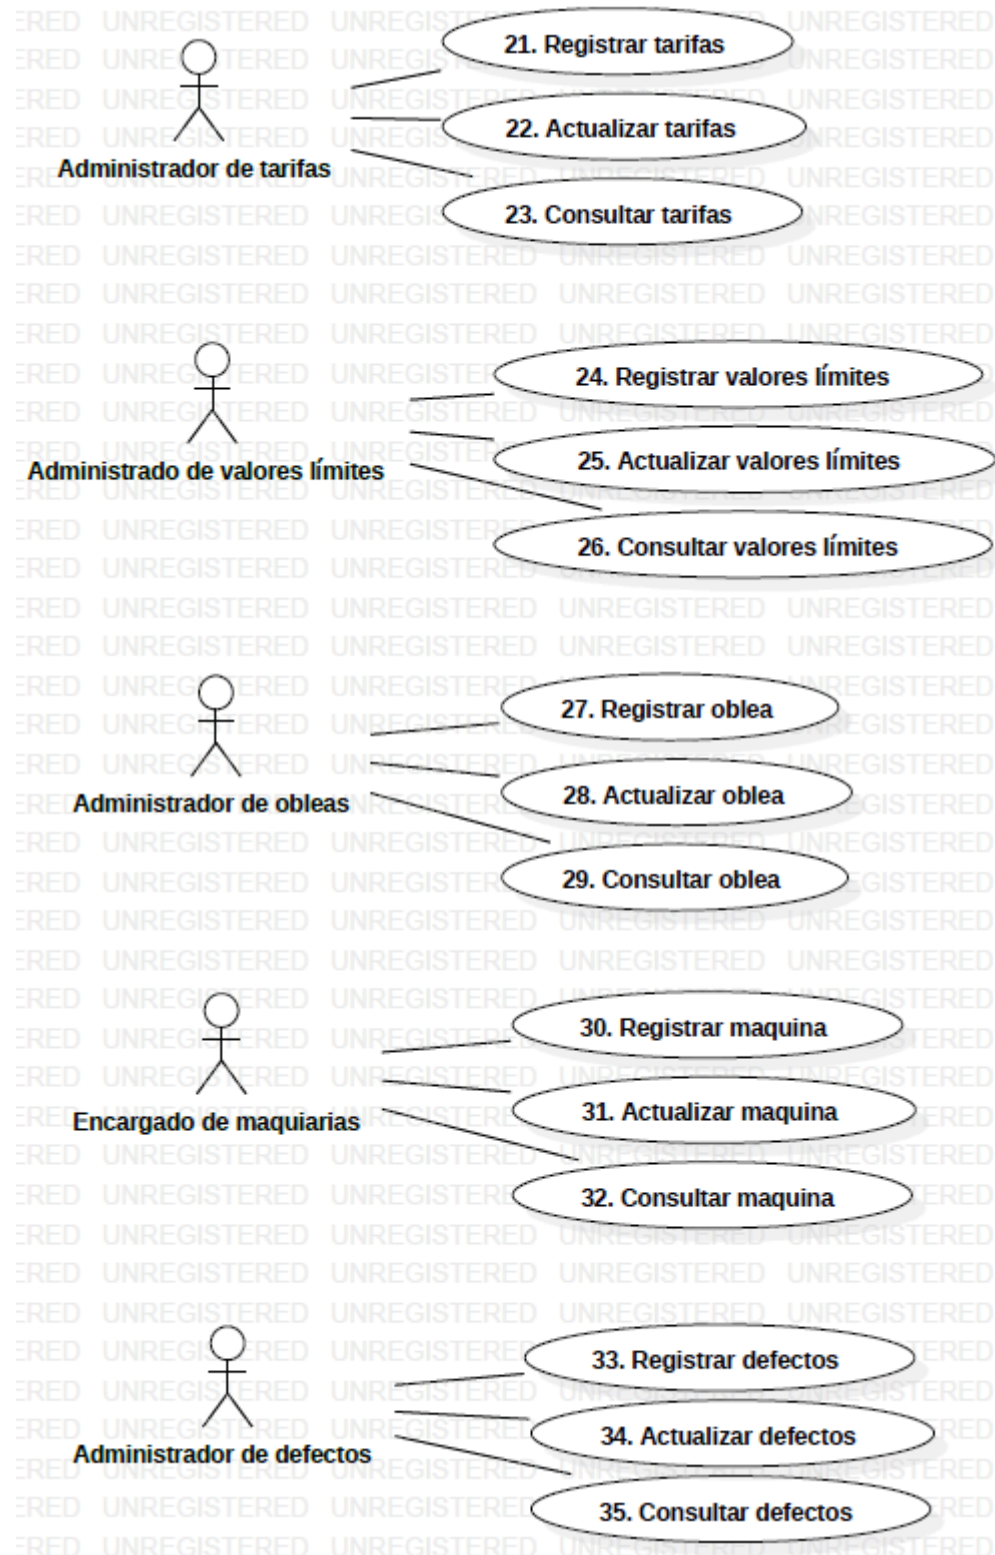 21. Registrar tarifas
22. Actualizar tarifas
Administrador de tarifas
23. Consultar tarifas
24. Registrar valores límites
25. Actualizar valores límites
Administrado de valores límites
26. Consultar valores límites
27. Registrar oblea
28. Actualizar oblea
Administrador de obleas
29. Consultar oblea
30. Registrar maquina
31. Actualizar maquina
Encargado de maquiarias
32. Consultar maquina
33. Registrar defectos
34. Actualizar defectos
Administrador de defectos
35. Consultar defectos
UNREGISTERED